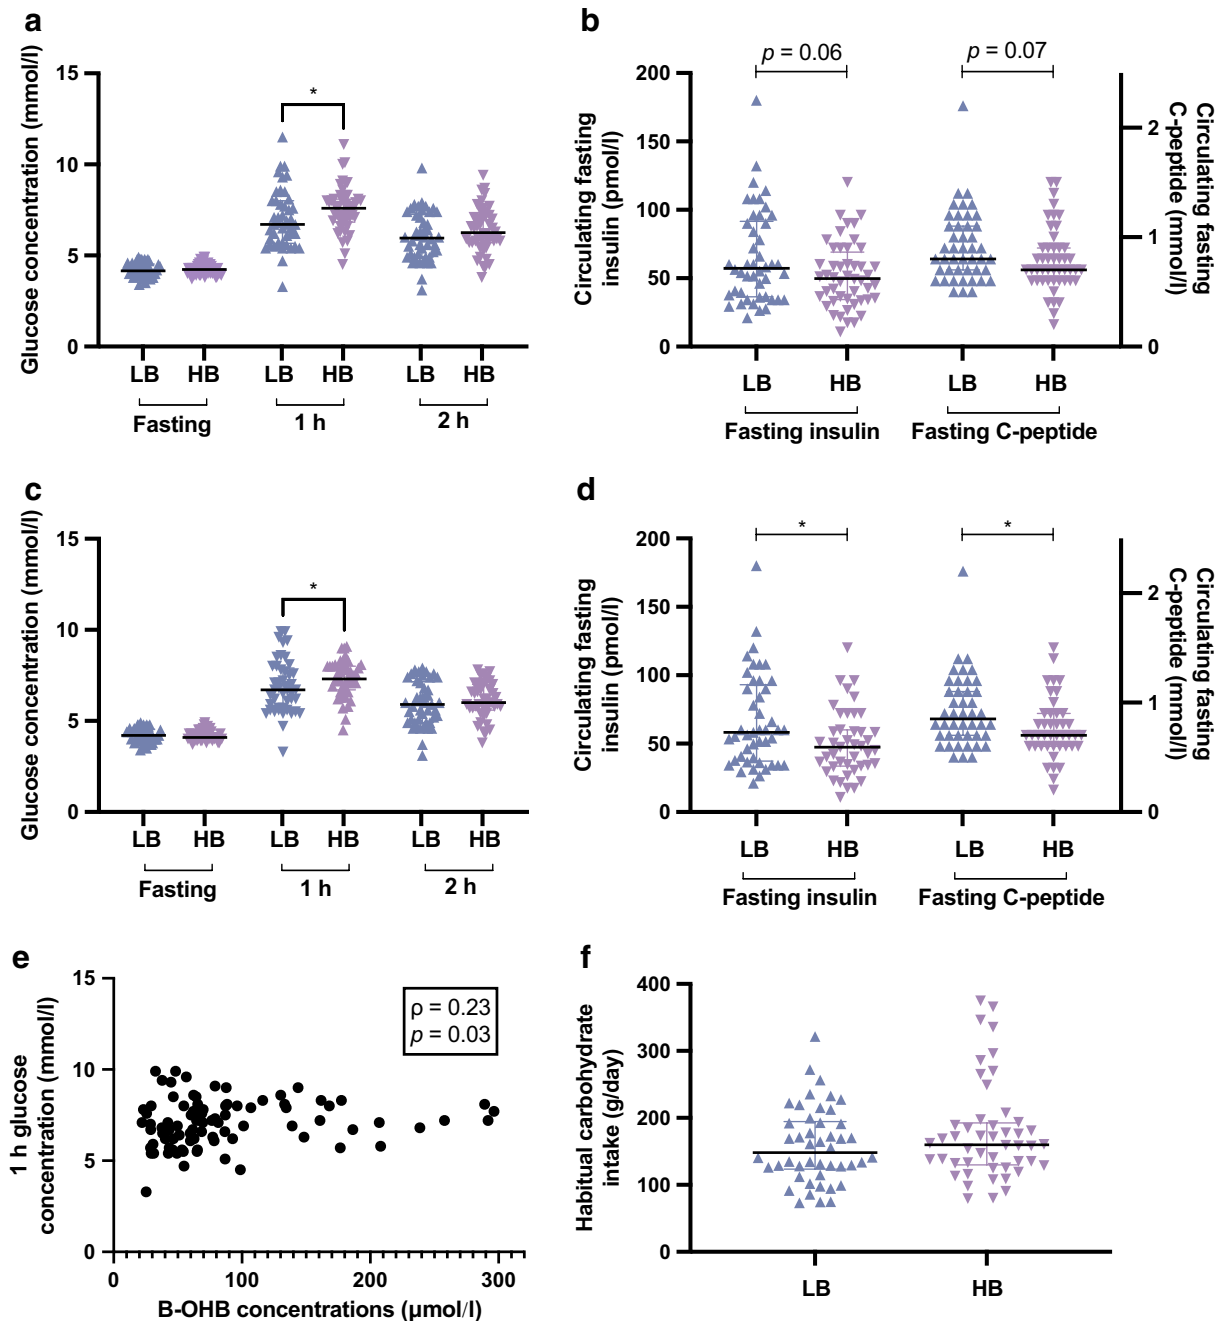 a
Glucose concentration (mmol/l)
15
10
5
0
*
LB HB LB HB LB HB
Fasting 1 h 2 h
b
Circulating fasting
insulin (pmol/l)
200
150
100
50
0
p = 0.06
p = 0.07
2
1
0
Circulating fasting
C-peptide (mmol/l)
LB HB LB HB
Fasting insulin Fasting C-peptide
c
Glucose concentration (mmol/l)
15
10
5
0
*
LB HB LB HB LB HB
Fasting 1 h 2 h
d
Circulating fasting
insulin (pmol/l)
200
150
100
50
0
*
*
2
1
0
Circulating fasting
C-peptide (mmol/l)
LB HB LB HB
Fasting insulin Fasting C-peptide
e
1 h glucose
concentration (mmol/l)
15
10
5
0
ρ = 0.23
p = 0.03
0 100 200 300
B-OHB concentrations (µmol/l)
f
Habitual carbohydrate
intake (g/day)
400
300
200
100
0
LB HB